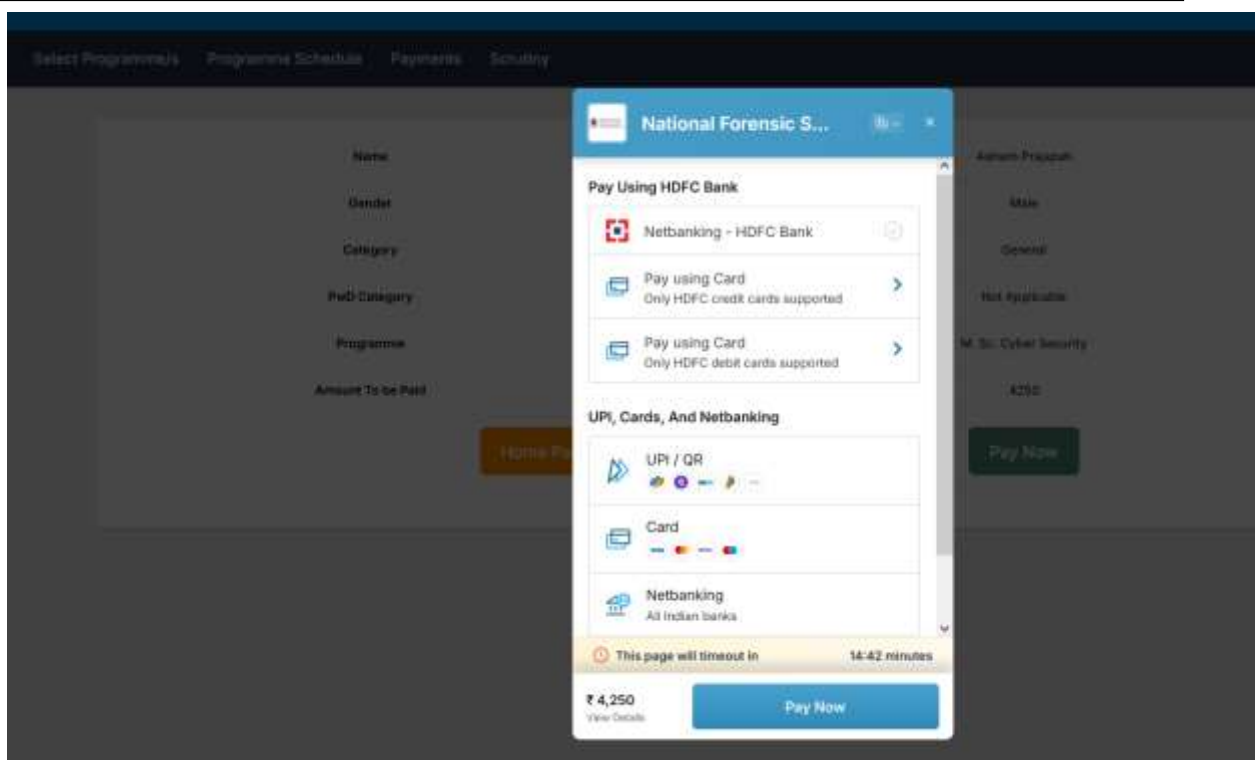 Select Programme/s Programme Schedule Payments Scrutiny
National Forensic S...
Name
Gender Male
Category General
PwD Category Not Applicable
Programme M. Sc. Cyber Security
Amount To be Paid 4250
Home Pa
Pay Now
Pay Using HDFC Bank
Netbanking - HDFC Bank
Pay using Card
Only HDFC credit cards supported
Pay using Card
Only HDFC debit cards supported
UPI, Cards, And Netbanking
UPI / QR
Card
Netbanking
All Indian banks
This page will timeout in 14:42 minutes
₹ 4,250
View Details
Pay Now